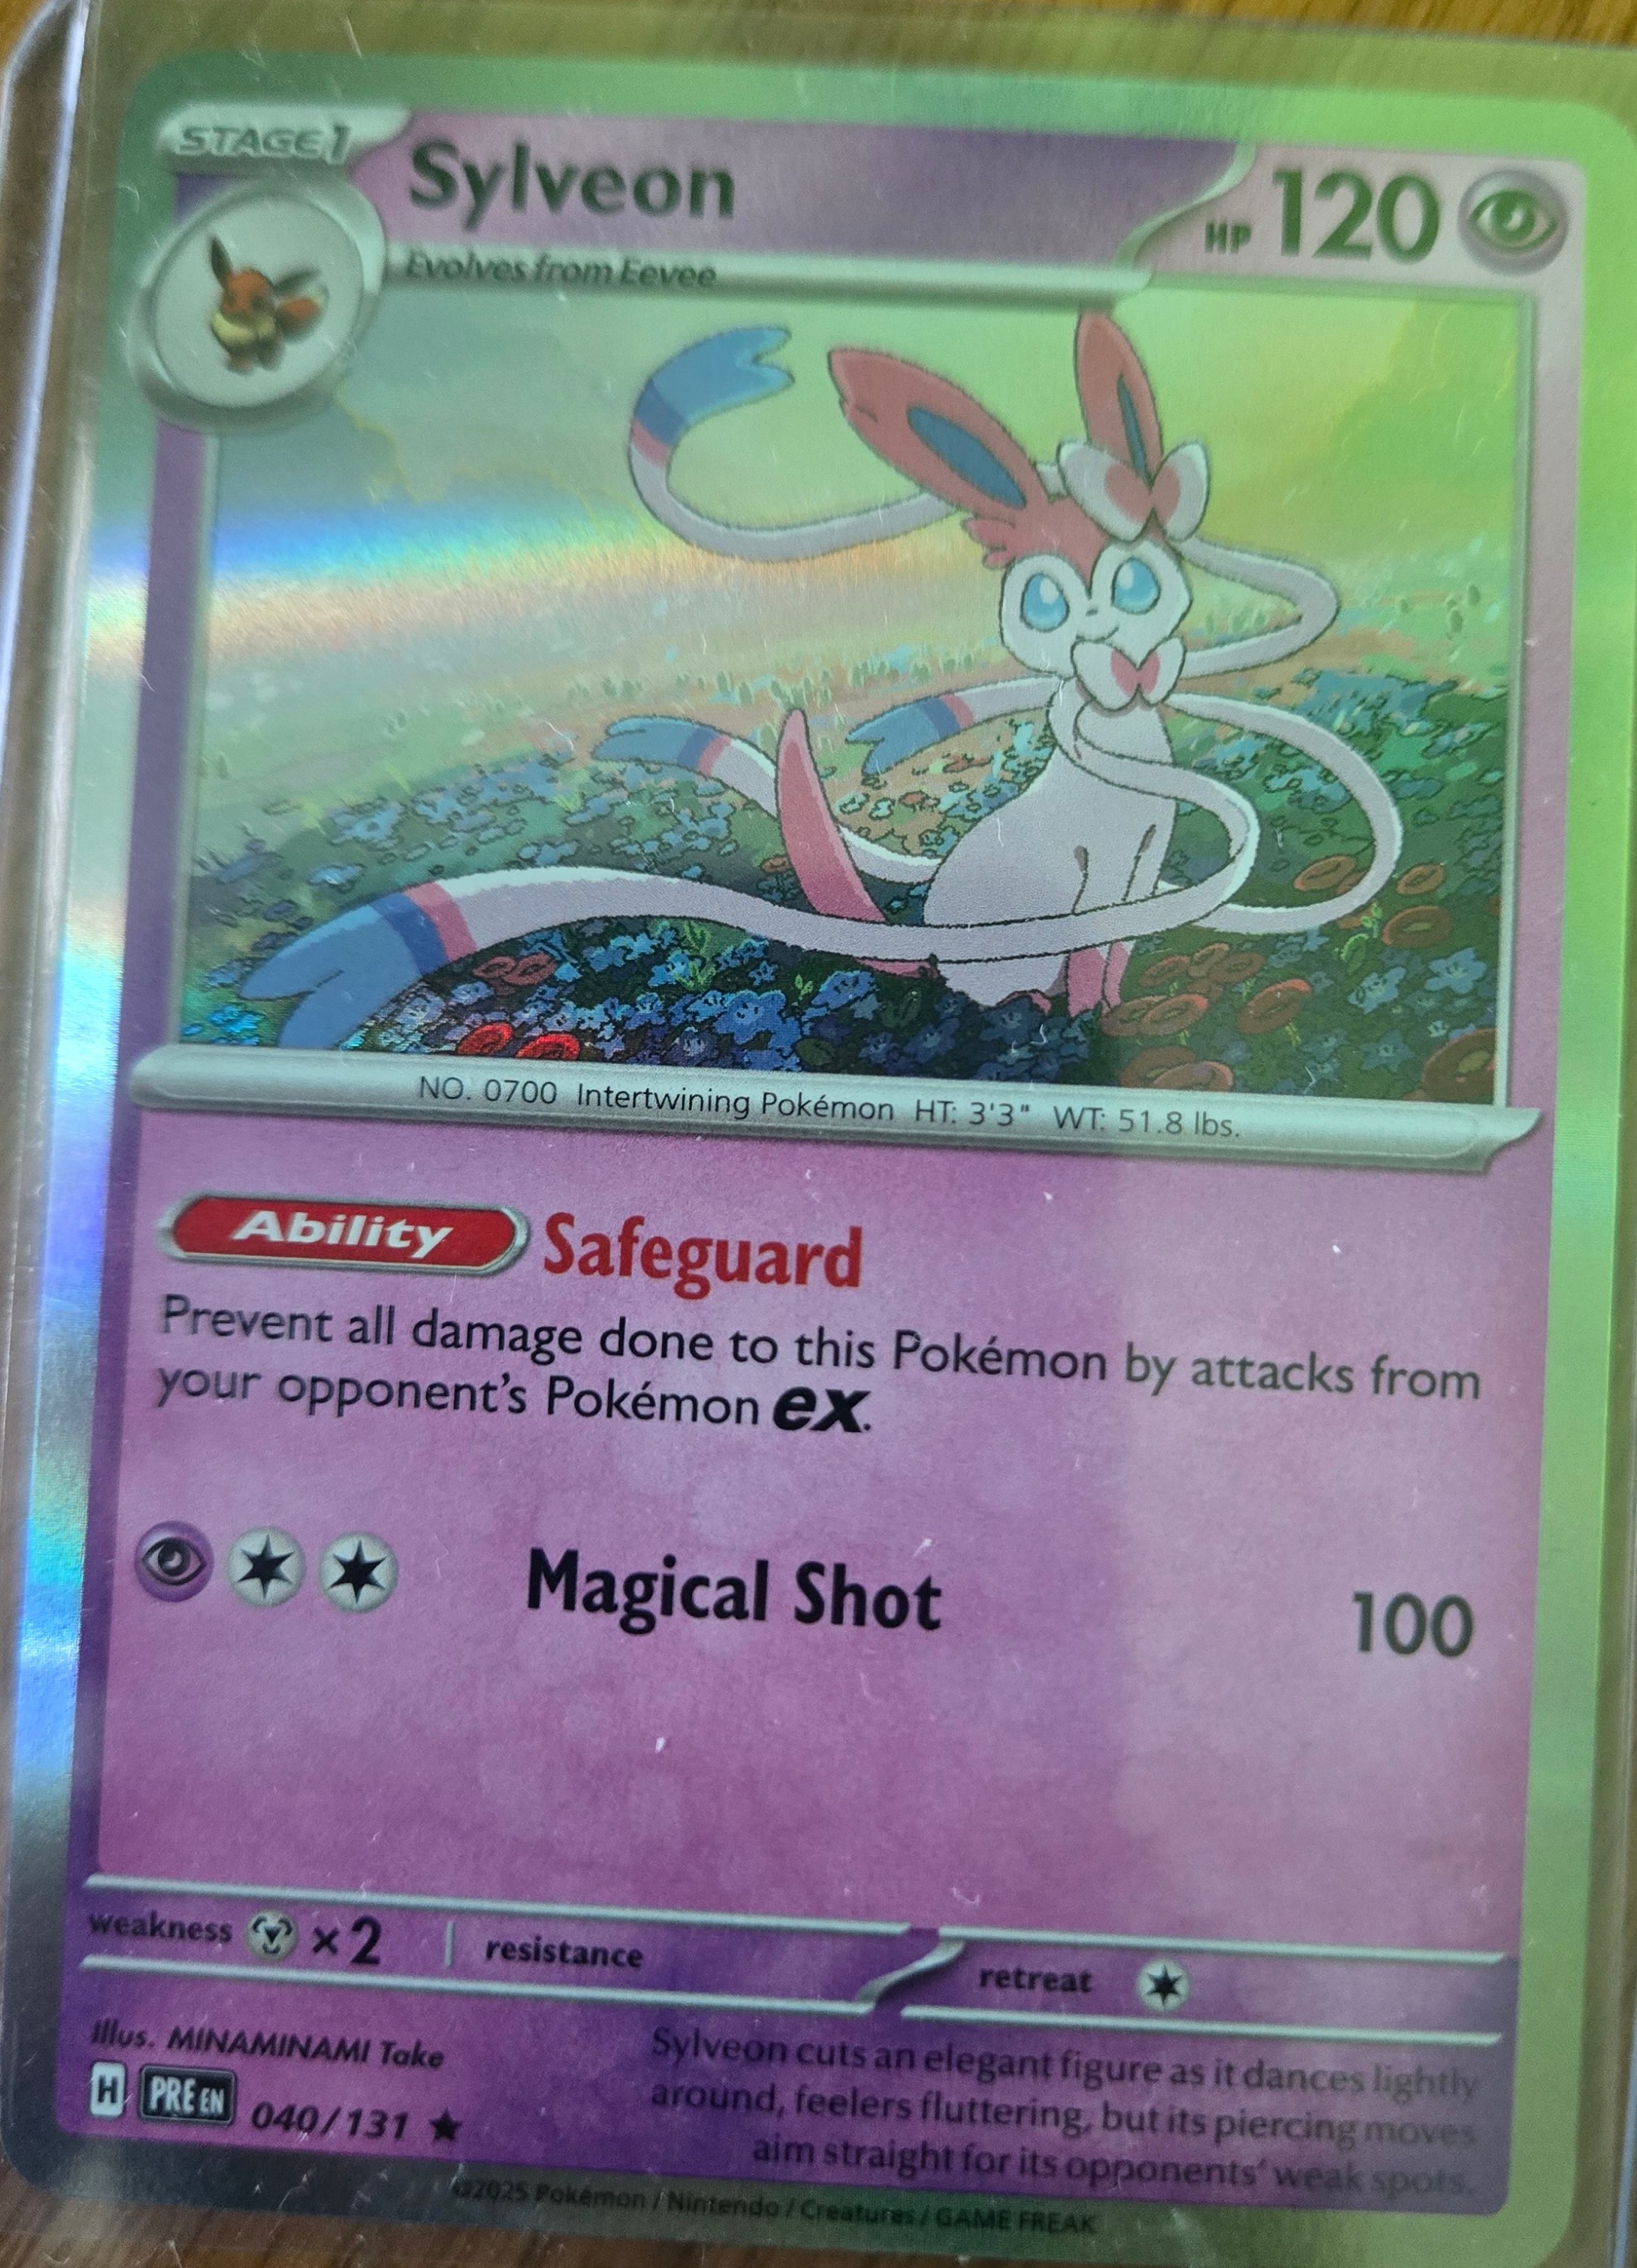 STAGE 1
Sylveon
HP 120
Evolves from Eevee
NO. 0700 Intertwining Pokémon HT: 3'3" WT: 51.8 lbs.
Ability Safeguard
Prevent all damage done to this Pokémon by attacks from
your opponent's Pokémon ex.
Magical Shot 100
weakness ×2 resistance
retreat
Illus. MINAMINAMI Take
H PRE EN 040/131
Sylveon cuts an elegant figure as it dances lightly
around, feelers fluttering, but its piercing moves
aim straight for its opponents' weak spots.
©2025 Pokémon / Nintendo / Creatures / GAME FREAK